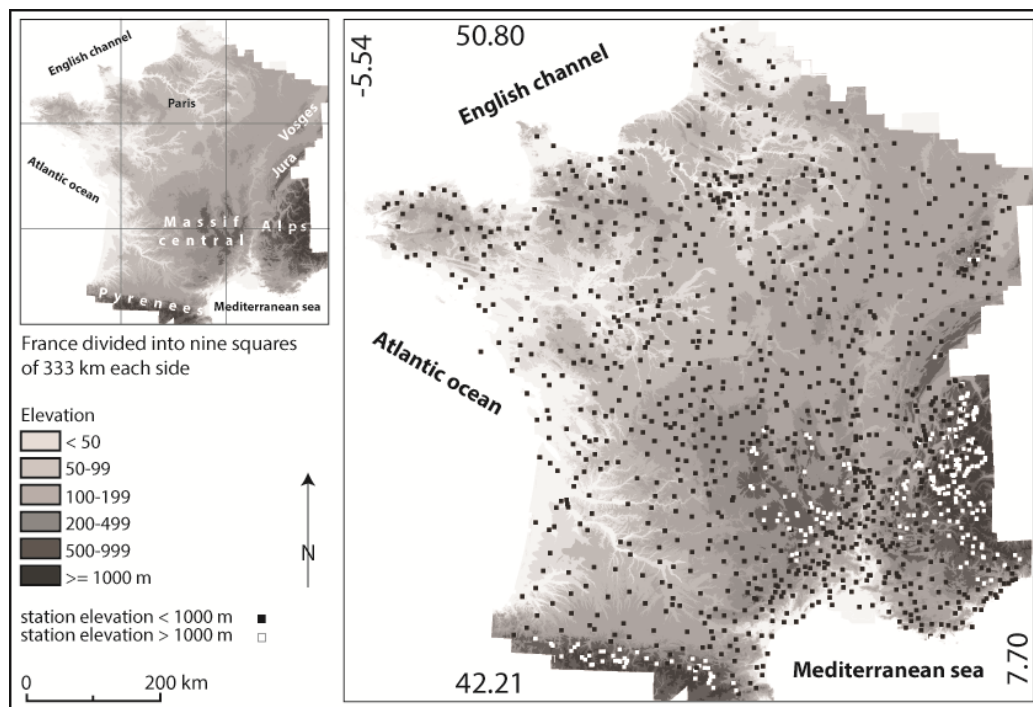 English channel
Paris
Vosges
Jura
Atlantic ocean
Massif
central
Alps
Pyrenees
Mediterranean sea
France divided into nine squares
of 333 km each side
Elevation
< 50
50-99
100-199
200-499
500-999
>= 1000 m
N
station elevation < 1000 m
station elevation > 1000 m
0 200 km
-5.54
50.80
English channel
Atlantic ocean
Mediterranean sea
42.21
7.70